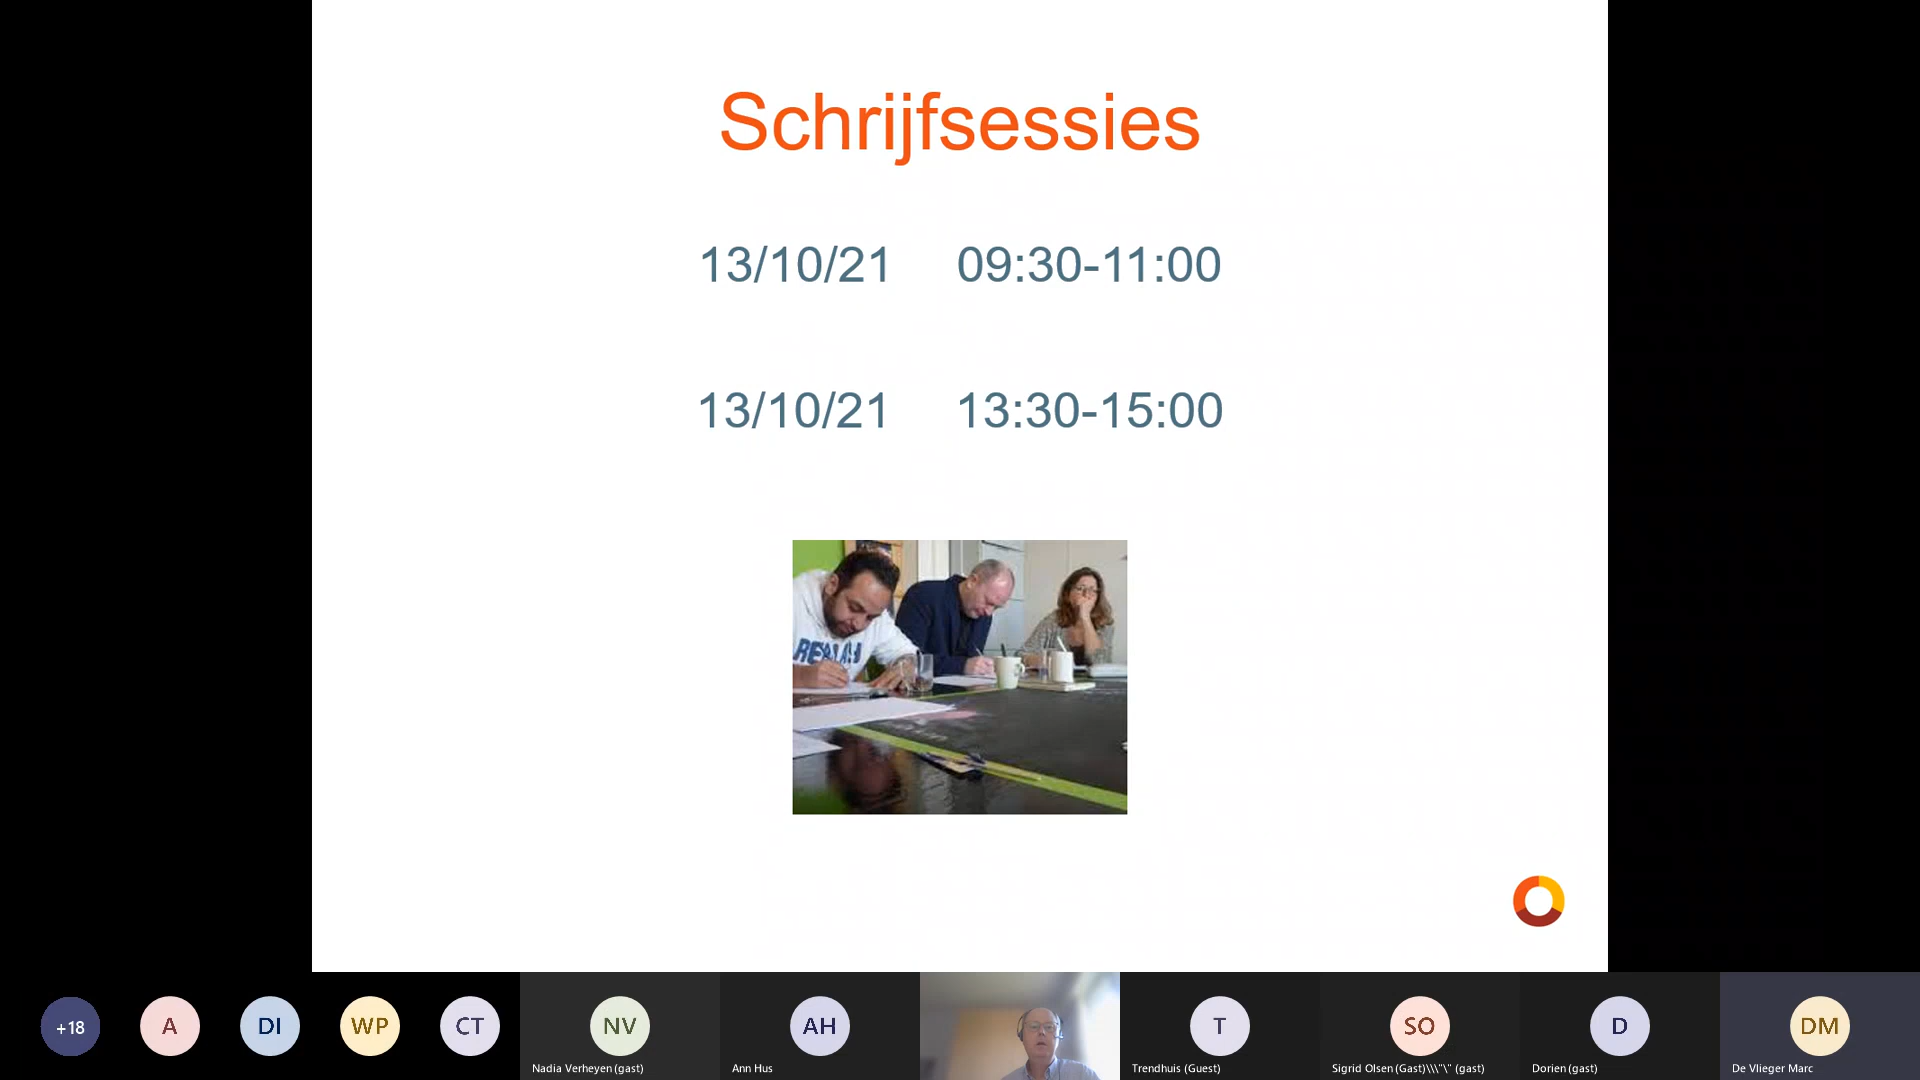 Schrijfsessies
13/10/21 09:30-11:00
13/10/21 13:30-15:00
+18
A
DI
WP
CT
NV
AH
T
SO
D
DM
Nadia Verheyen (gast)
Ann Hus
Trendhuis (Guest)
Sigrid Olsen (Gast)\\\"\" (gast)
Dorien (gast)
De Vlieger Marc